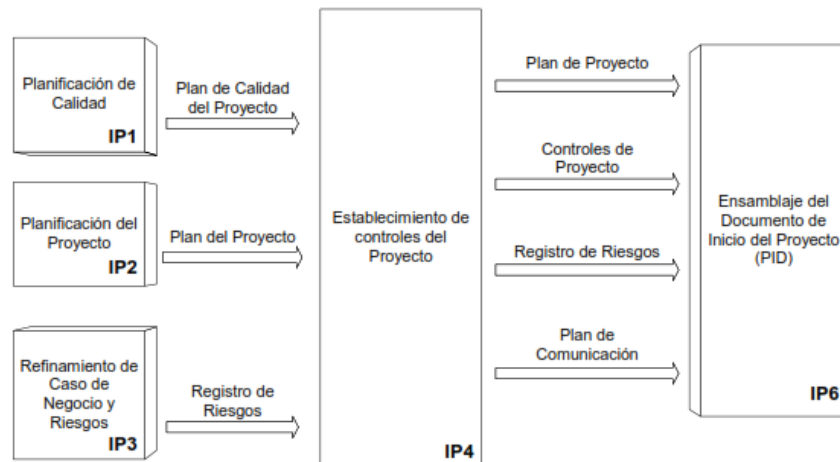 Planificación de
Calidad
IP1
Plan de Calidad
del Proyecto
Planificación del
Proyecto
IP2
Plan del Proyecto
Refinamiento de
Caso de
Negocio y
Riesgos
IP3
Registro de
Riesgos
Establecimiento de
controles del
Proyecto
IP4
Plan de Proyecto
Controles de
Proyecto
Registro de Riesgos
Plan de
Comunicación
Ensamblaje del
Documento de
Inicio del Proyecto
(PID)
IP6